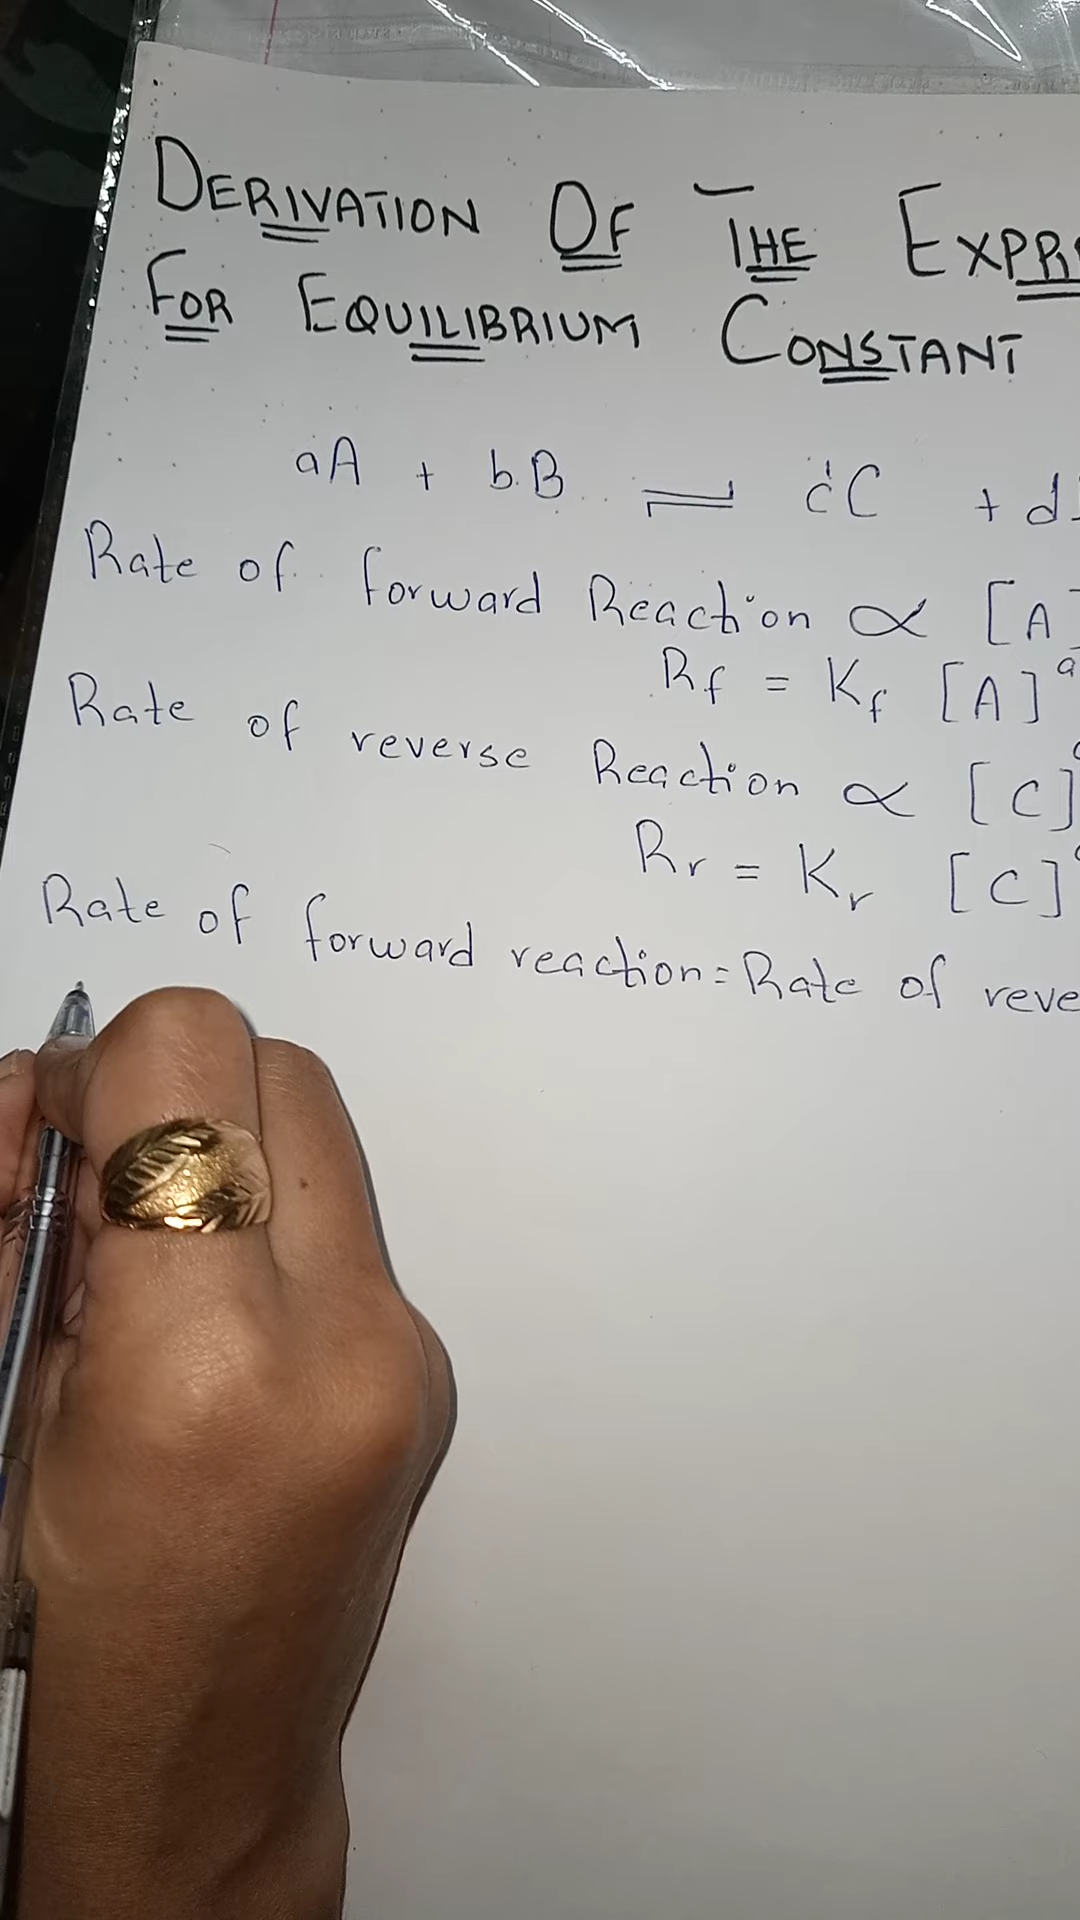 DERIVATION OF THE EXPR
FOR EQUILIBRIUM CONSTANT
aA + bB ⇌ cC + d
Rate of forward Reaction ∝ [A]
Rf = Kf [A]^a
Rate of reverse Reaction ∝ [C]
Rr = Kr [C]
Rate of forward reaction = Rate of reve